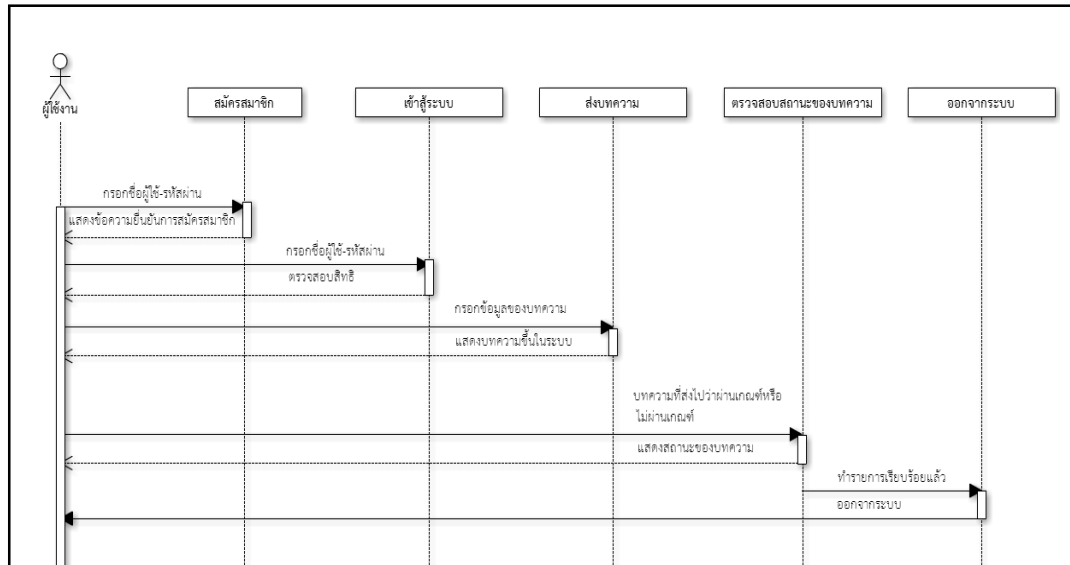 ผู้ใช้งาน
สมัครสมาชิก
เข้าสู่ระบบ
ส่งบทความ
ตรวจสอบสถานะของบทความ
ออกจากระบบ
กรอกชื่อผู้ใช้-รหัสผ่าน
แสดงข้อความยืนยันการสมัครสมาชิก
กรอกชื่อผู้ใช้-รหัสผ่าน
ตรวจสอบสิทธิ
กรอกข้อมูลของบทความ
แสดงบทความขึ้นในระบบ
บทความที่ส่งไปว่าผ่านเกณฑ์หรือ
ไม่ผ่านเกณฑ์
แสดงสถานะของบทความ
ทำรายการเรียบร้อยแล้ว
ออกจากระบบ